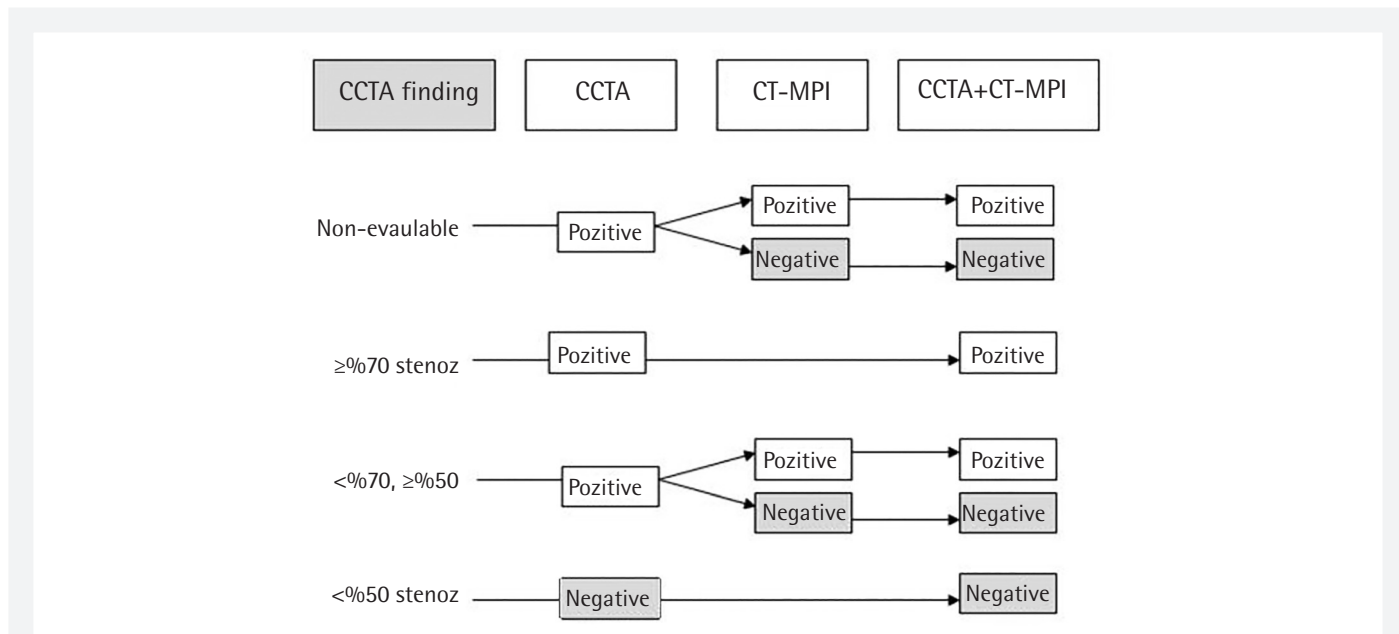 CCTA finding CCTA CT-MPI CCTA+CT-MPI
Non-evaulable Pozitive Pozitive Pozitive
Negative Negative
≥%70 stenoz Pozitive Pozitive
<%70, ≥%50 Pozitive Pozitive Pozitive
Negative Negative
<%50 stenoz Negative Negative